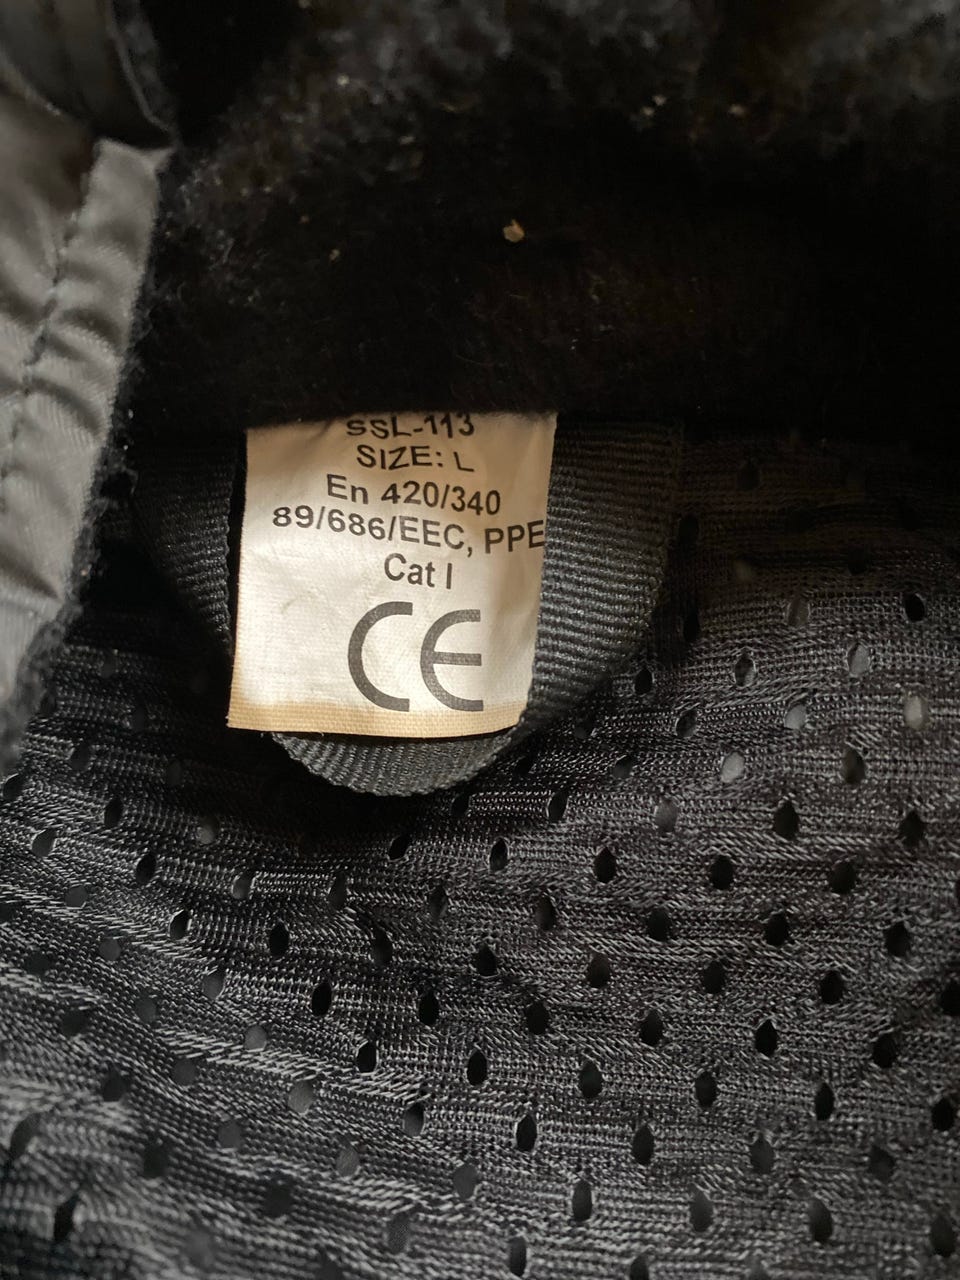 SSL-113
SIZE: L
En 420/340
89/686/EEC, PPE
Cat I
CE